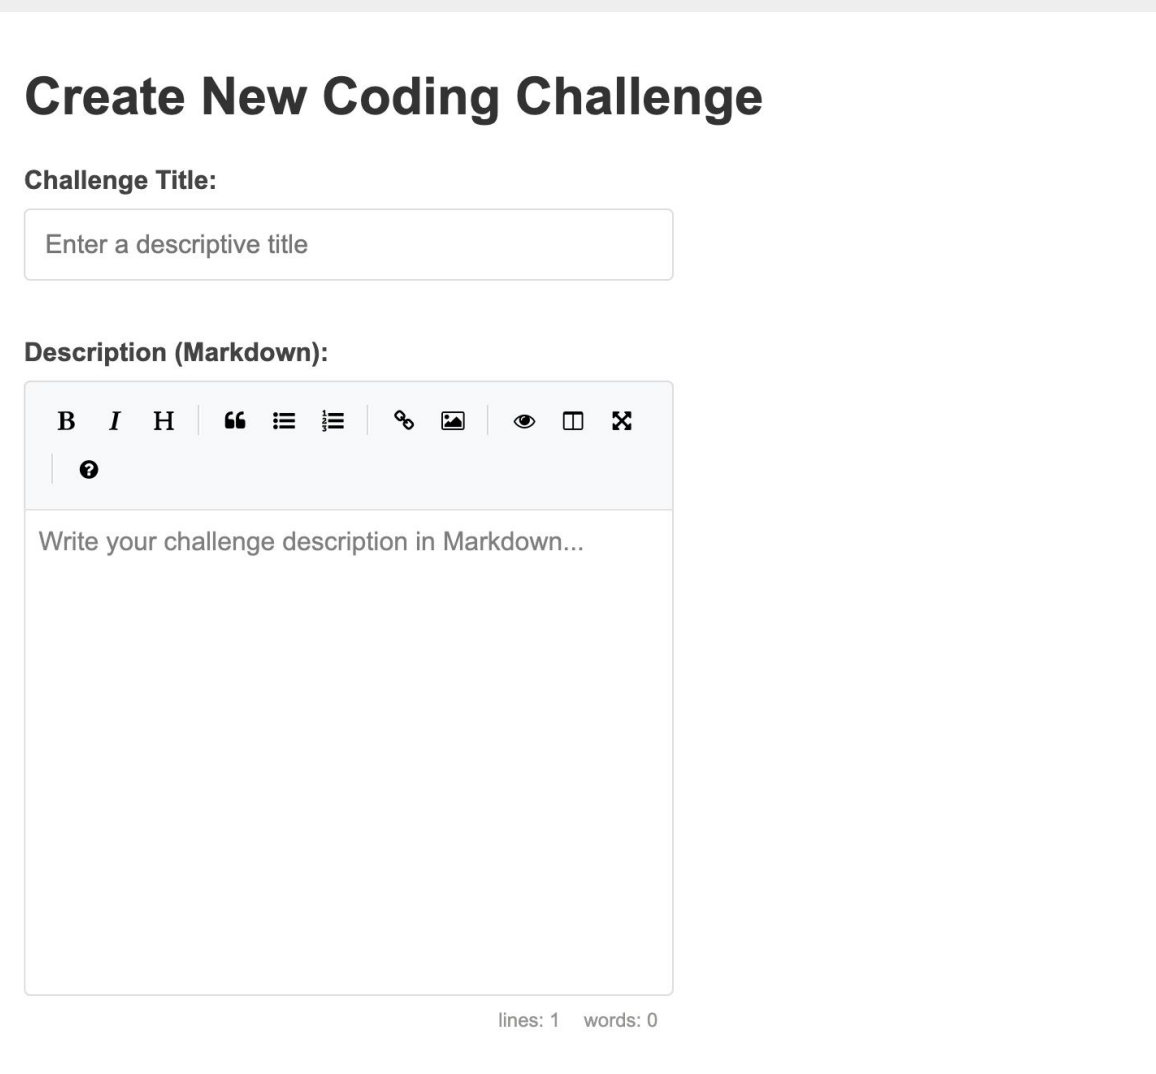 Create New Coding Challenge
Challenge Title:
Enter a descriptive title
Description (Markdown):
B I H
Write your challenge description in Markdown...
lines: 1 words: 0